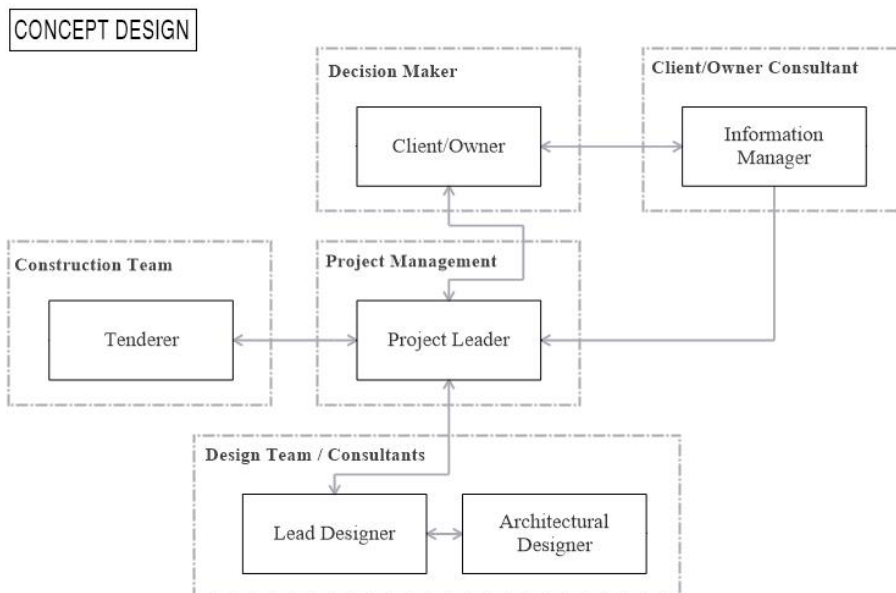 CONCEPT DESIGN
Decision Maker
Client/Owner Consultant
Client/Owner
Information
Manager
Construction Team
Project Management
Tenderer
Project Leader
Design Team / Consultants
Lead Designer
Architectural
Designer